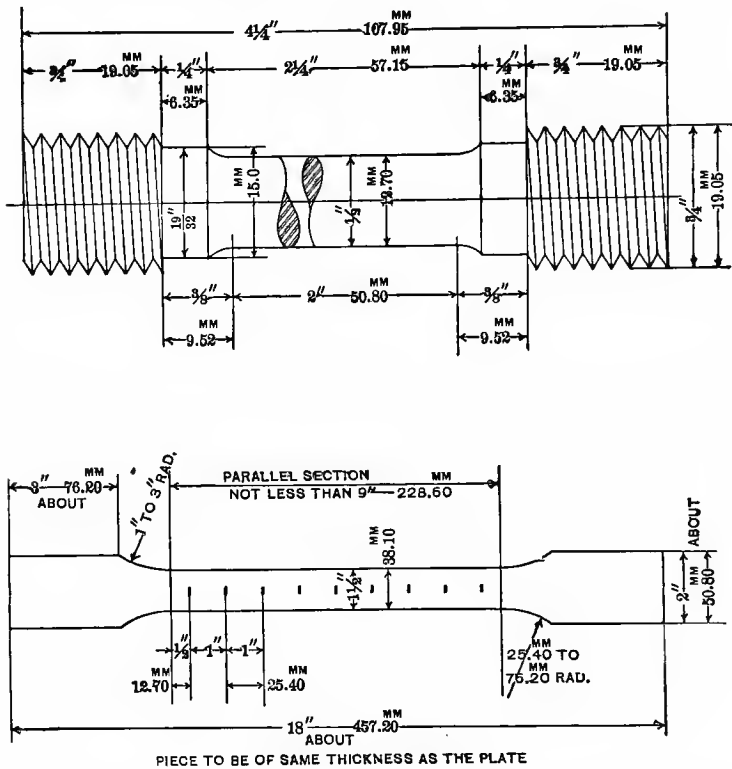 MM
4¼" 107.95
MM MM MM MM MM
¾" 19.05 ¼" 2¼" 57.15 ¼" ¾" 19.05
MM MM
6.35 6.35
19"
32
MM
15.0
½"
MM
12.70
¾"
MM
19.05
⅜" 2" MM 50.80 ⅜"
MM MM
9.52 9.52
MM
3" 76.20
ABOUT
1" TO 3" RAD.
PARALLEL SECTION MM
NOT LESS THAN 9" 228.60
MM
38.10
1½"
ABOUT
2"
MM
50.80
½" 1" 1"
MM MM
12.70 25.40
MM
25.40 TO
MM
76.20 RAD.
MM
18" 457.20
ABOUT
PIECE TO BE OF SAME THICKNESS AS THE PLATE